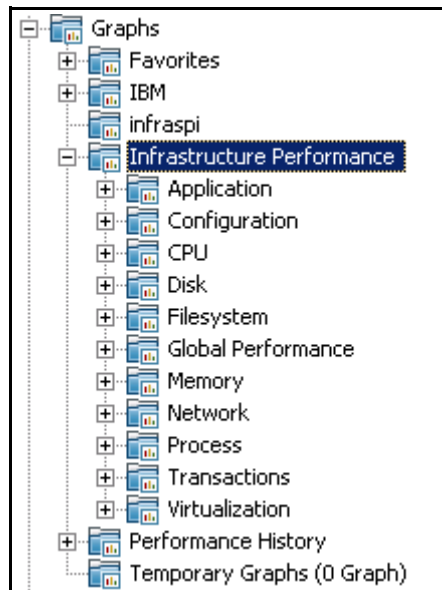 Graphs
Favorites
IBM
infraspi
Infrastructure Performance
Application
Configuration
CPU
Disk
Filesystem
Global Performance
Memory
Network
Process
Transactions
Virtualization
Performance History
Temporary Graphs (0 Graph)